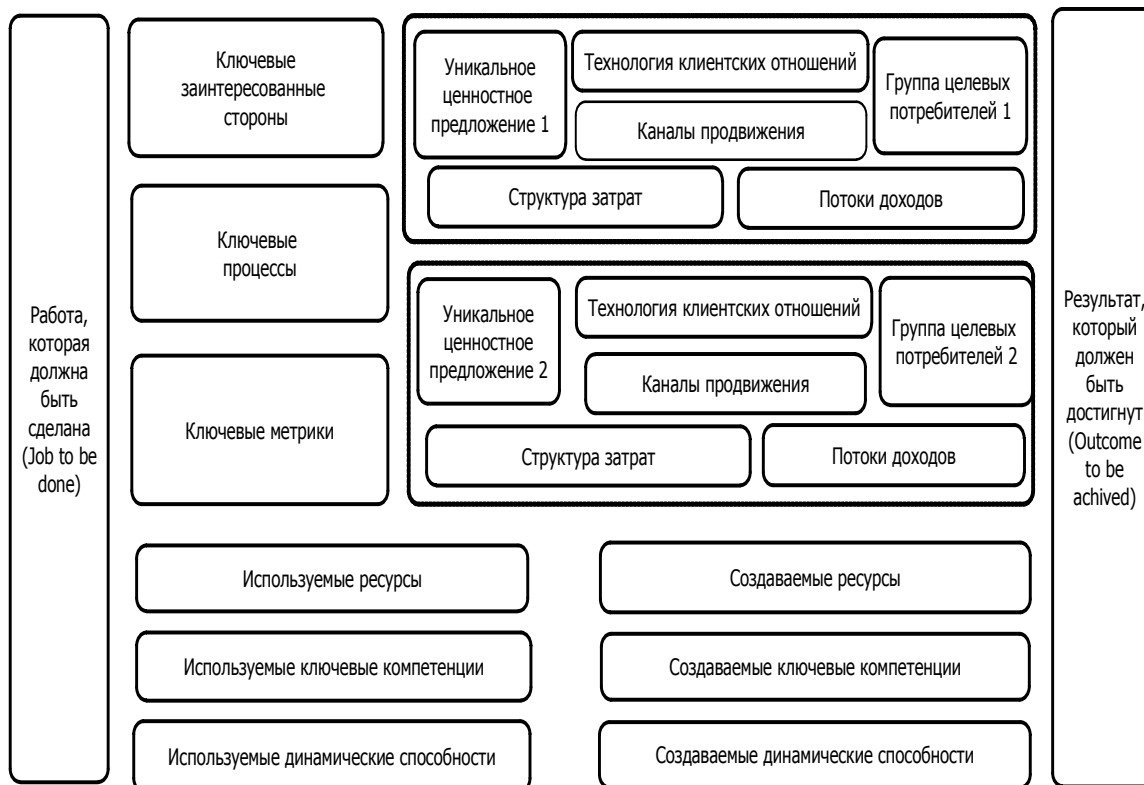 Работа,
которая
должна
быть
сделана
(Job to be
done)
Ключевые
заинтересованные
стороны
Ключевые
процессы
Ключевые метрики
Уникальное
ценностное
предложение 1
Технология клиентских отношений
Каналы продвижения
Группа целевых
потребителей 1
Структура затрат
Потоки доходов
Уникальное
ценностное
предложение 2
Технология клиентских отношений
Каналы продвижения
Группа целевых
потребителей 2
Структура затрат
Потоки доходов
Используемые ресурсы
Создаваемые ресурсы
Используемые ключевые компетенции
Создаваемые ключевые компетенции
Используемые динамические способности
Создаваемые динамические способности
Результат,
который
должен
быть
достигнут
(Outcome
to be
achived)